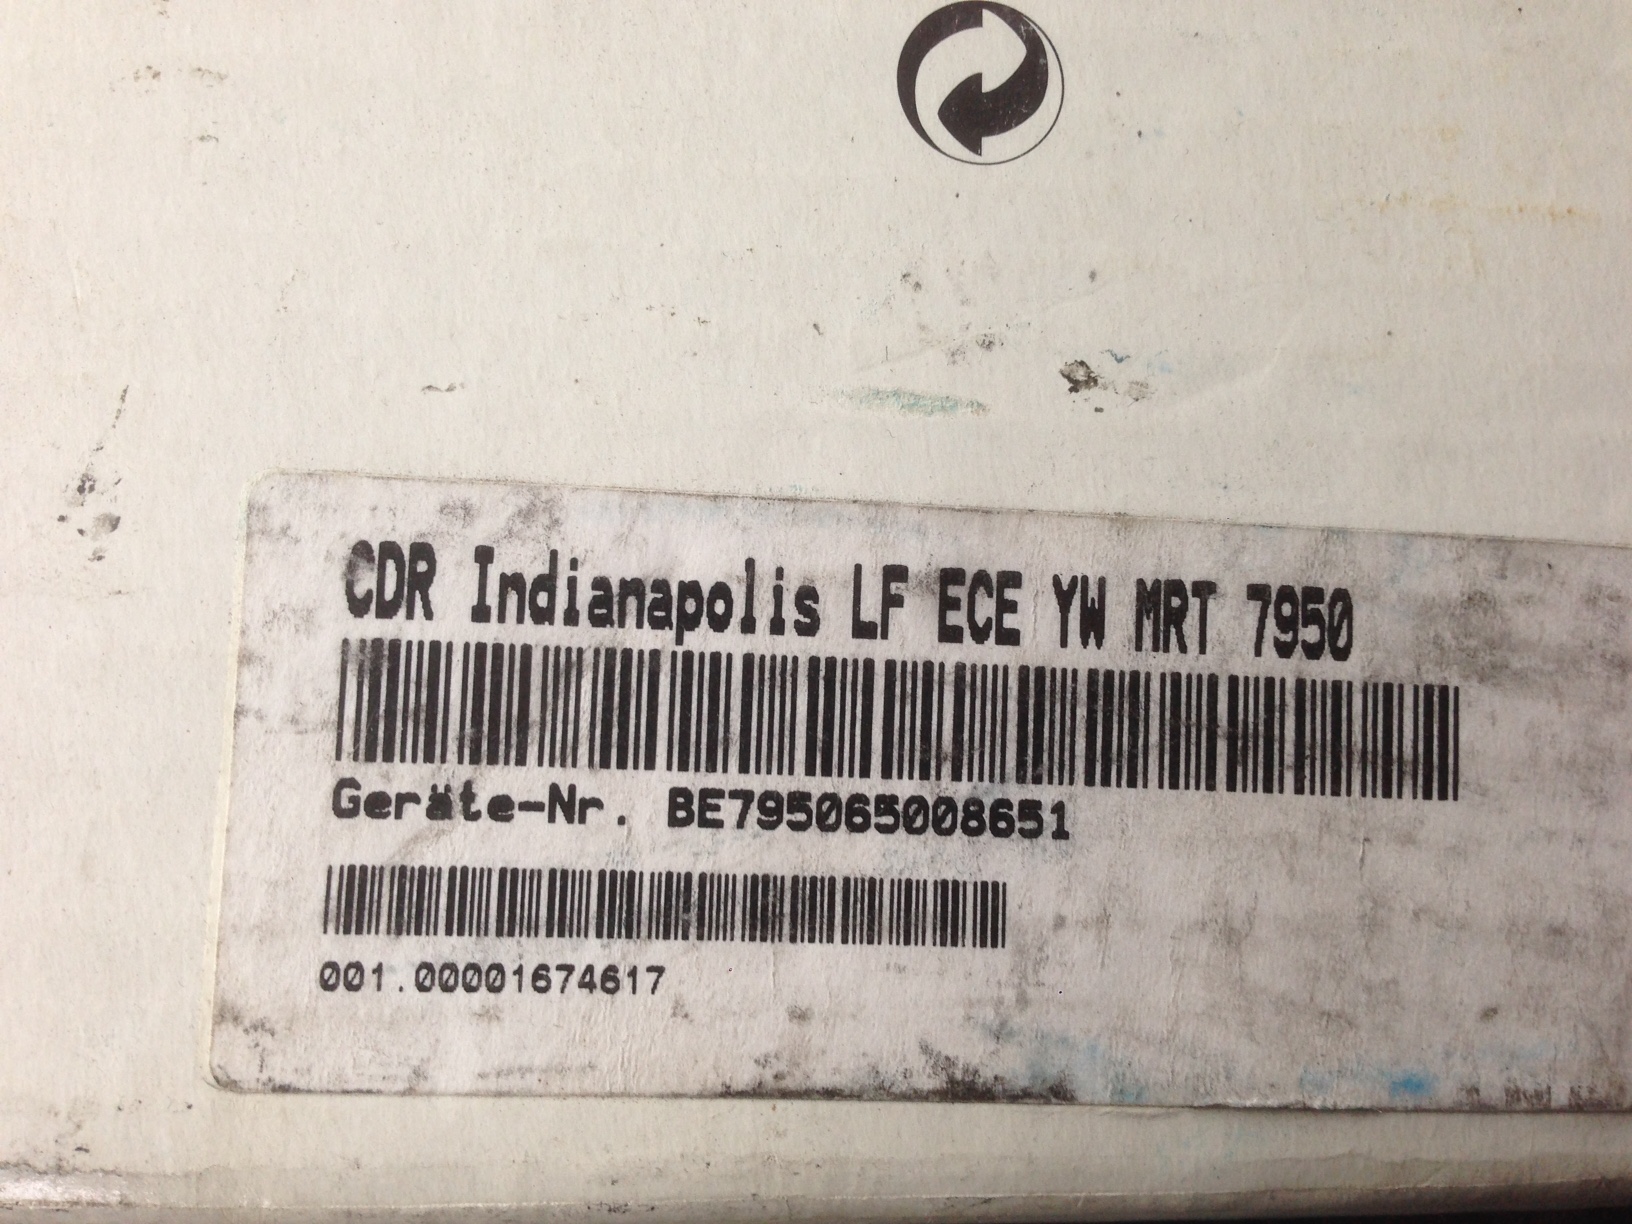 CDR Indianapolis LF ECE YW MRT 7950
Geräte-Nr. BE795065008651
001.00001674617